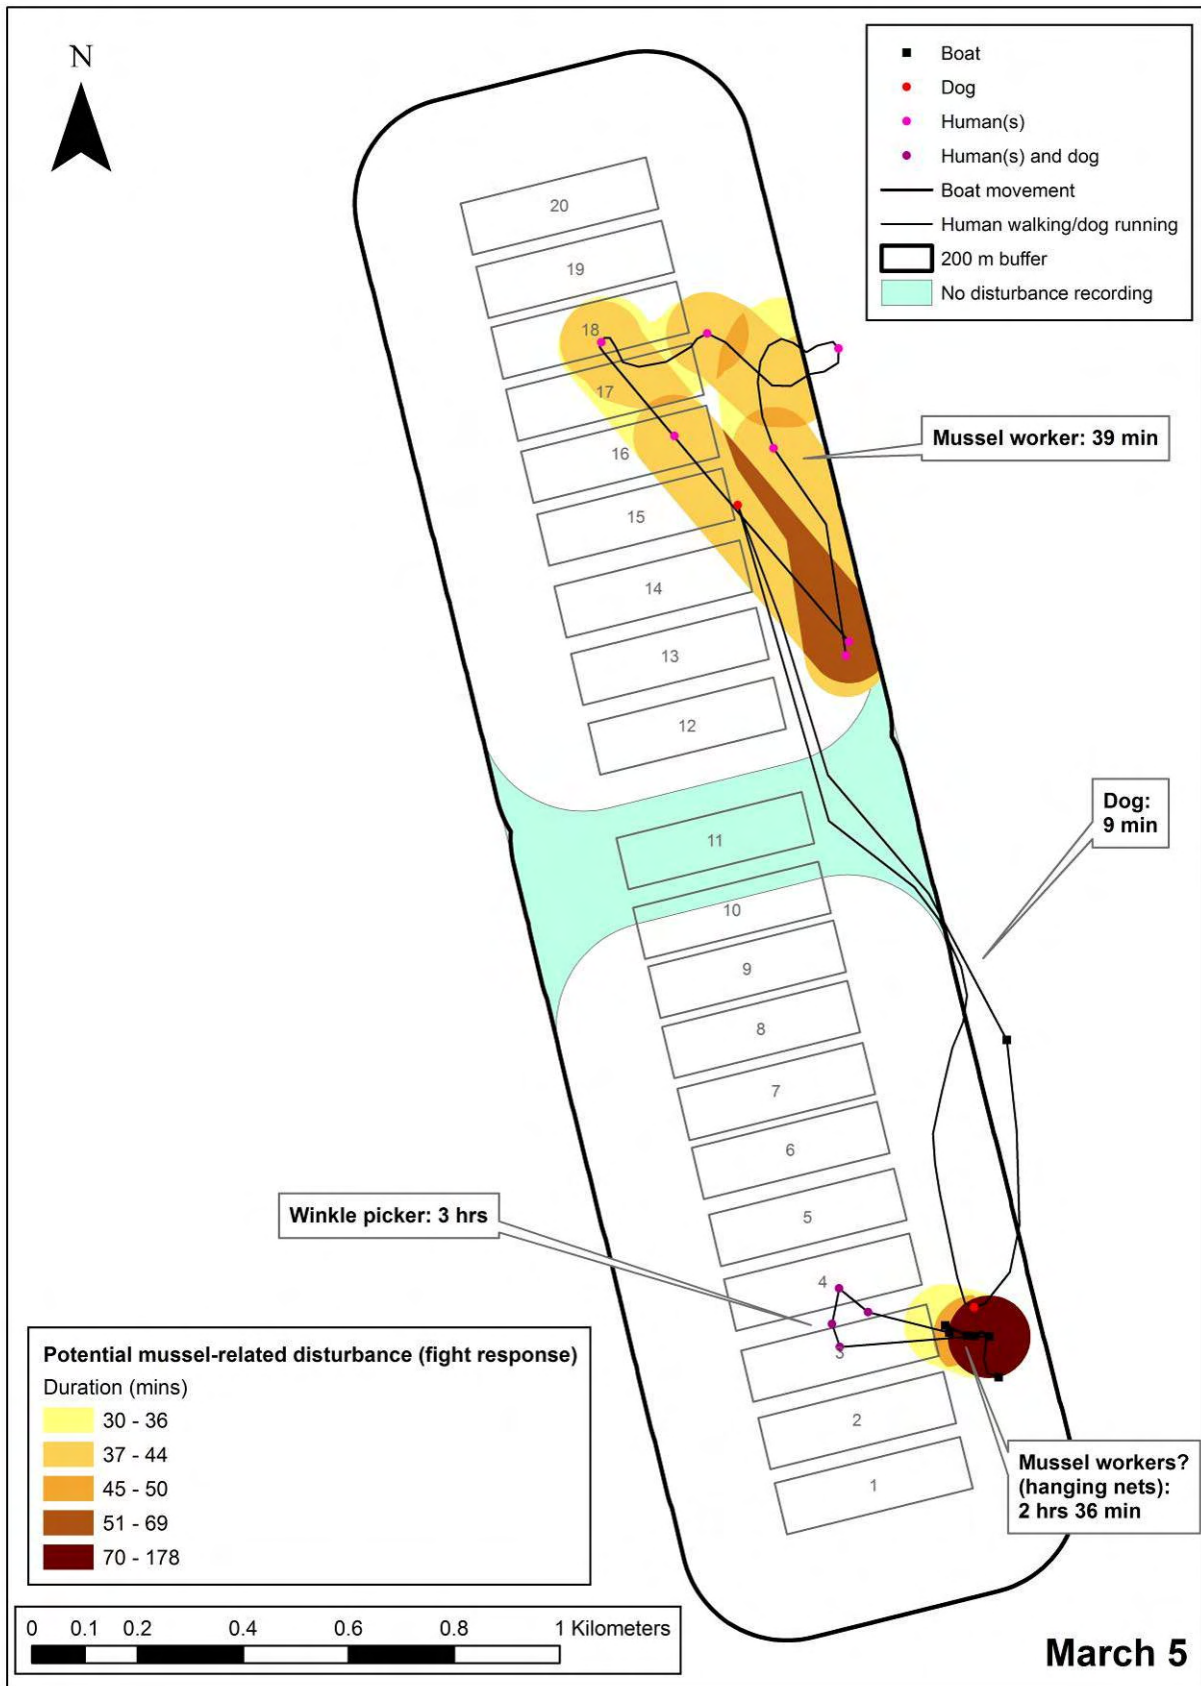 N
Boat
Dog
Human(s)
Human(s) and dog
Boat movement
Human walking/dog running
200 m buffer
No disturbance recording
20
19
18
17
16
15
14
13
12
11
10
9
8
7
6
5
4
3
2
1
Mussel worker: 39 min
Dog:
9 min
Winkle picker: 3 hrs
Mussel workers?
(hanging nets):
2 hrs 36 min
Potential mussel-related disturbance (fight response)
Duration (mins)
30 - 36
37 - 44
45 - 50
51 - 69
70 - 178
0 0.1 0.2 0.4 0.6 0.8 1 Kilometers
March 5